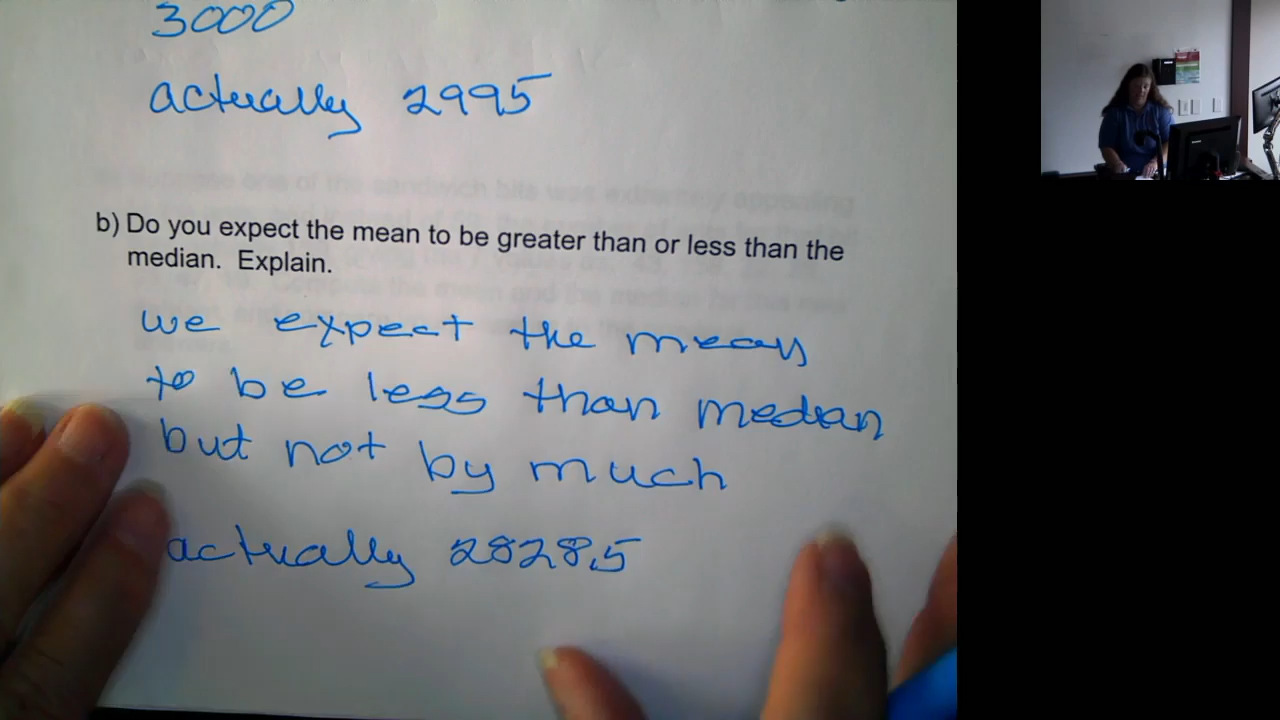 3000
actually 2995
b) Do you expect the mean to be greater than or less than the
median. Explain.
we expect the mean
to be less than median
but not by much
actually 2828.5